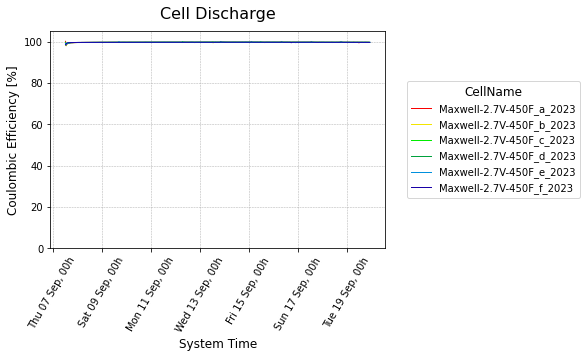 Cell Discharge
Coulombic Efficiency [%]
100
80
60
40
20
0
Thu 07 Sep, 00h
Sat 09 Sep, 00h
Mon 11 Sep, 00h
Wed 13 Sep, 00h
Fri 15 Sep, 00h
Sun 17 Sep, 00h
Tue 19 Sep, 00h
System Time
CellName
Maxwell-2.7V-450F_a_2023
Maxwell-2.7V-450F_b_2023
Maxwell-2.7V-450F_c_2023
Maxwell-2.7V-450F_d_2023
Maxwell-2.7V-450F_e_2023
Maxwell-2.7V-450F_f_2023